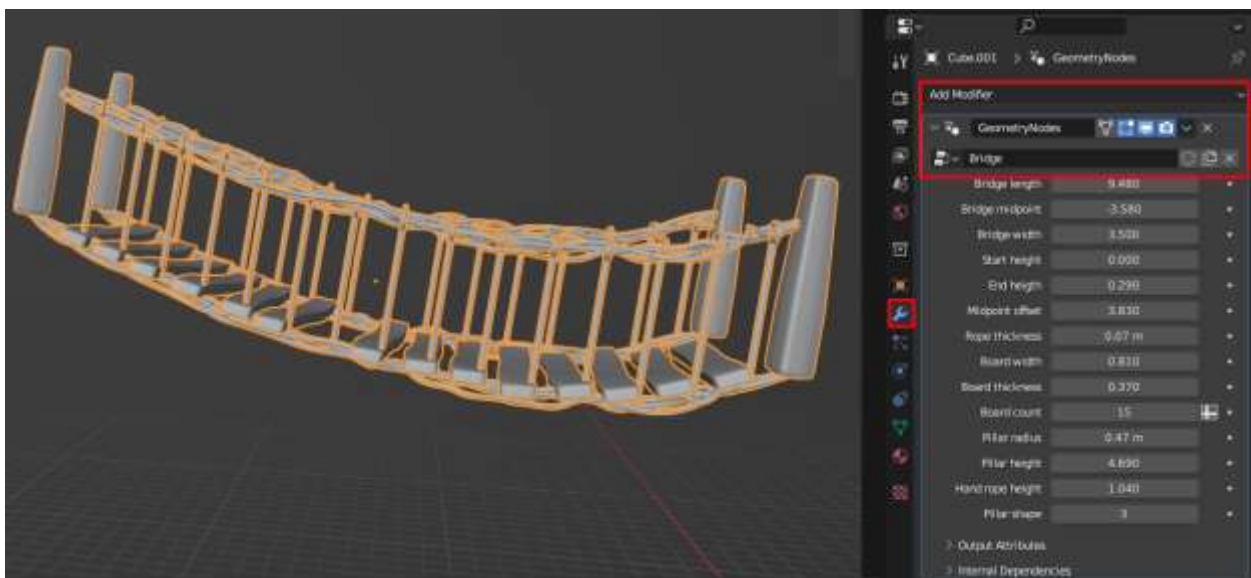 Cube.001 > GeometryNodes
Add Modifier
GeometryNodes
Bridge
Bridge length 9.480
Bridge midpoint -3.580
Bridge width 3.500
Start height 0.000
End heigth 0.290
Midpoint offset 3.830
Rope thickness 0.07 m
Board width 0.810
Board thickness 0.370
Board count 15
Pillar radius 0.47 m
Pillar height 4.690
Hand rope height 1.040
Pillar shape 3
> Output Attributes
> Internal Dependencies